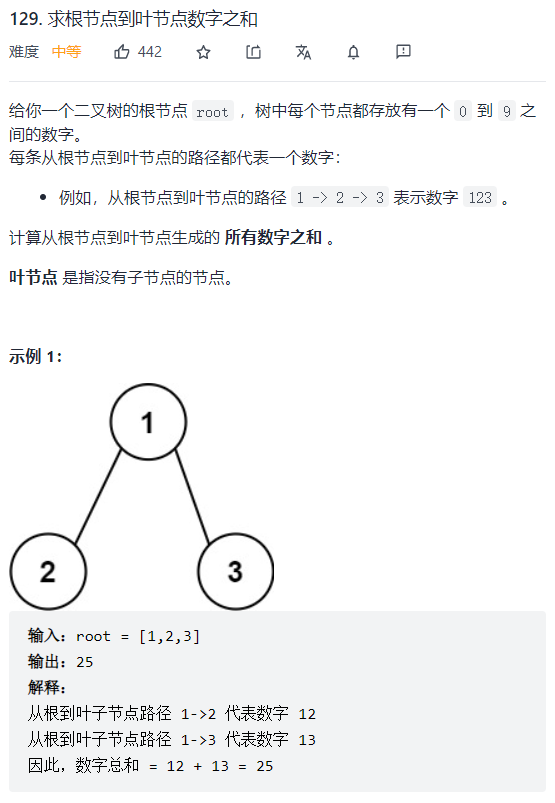 129. 求根节点到叶节点数字之和
难度 中等 442
给你一个二叉树的根节点 root ，树中每个节点都存放有一个 0 到 9 之
间的数字。
每条从根节点到叶节点的路径都代表一个数字：
• 例如，从根节点到叶节点的路径 1 -> 2 -> 3 表示数字 123 。
计算从根节点到叶节点生成的 所有数字之和 。
叶节点 是指没有子节点的节点。
示例 1：
1
2 3
输入：root = [1,2,3]
输出：25
解释：
从根到叶子节点路径 1->2 代表数字 12
从根到叶子节点路径 1->3 代表数字 13
因此，数字总和 = 12 + 13 = 25